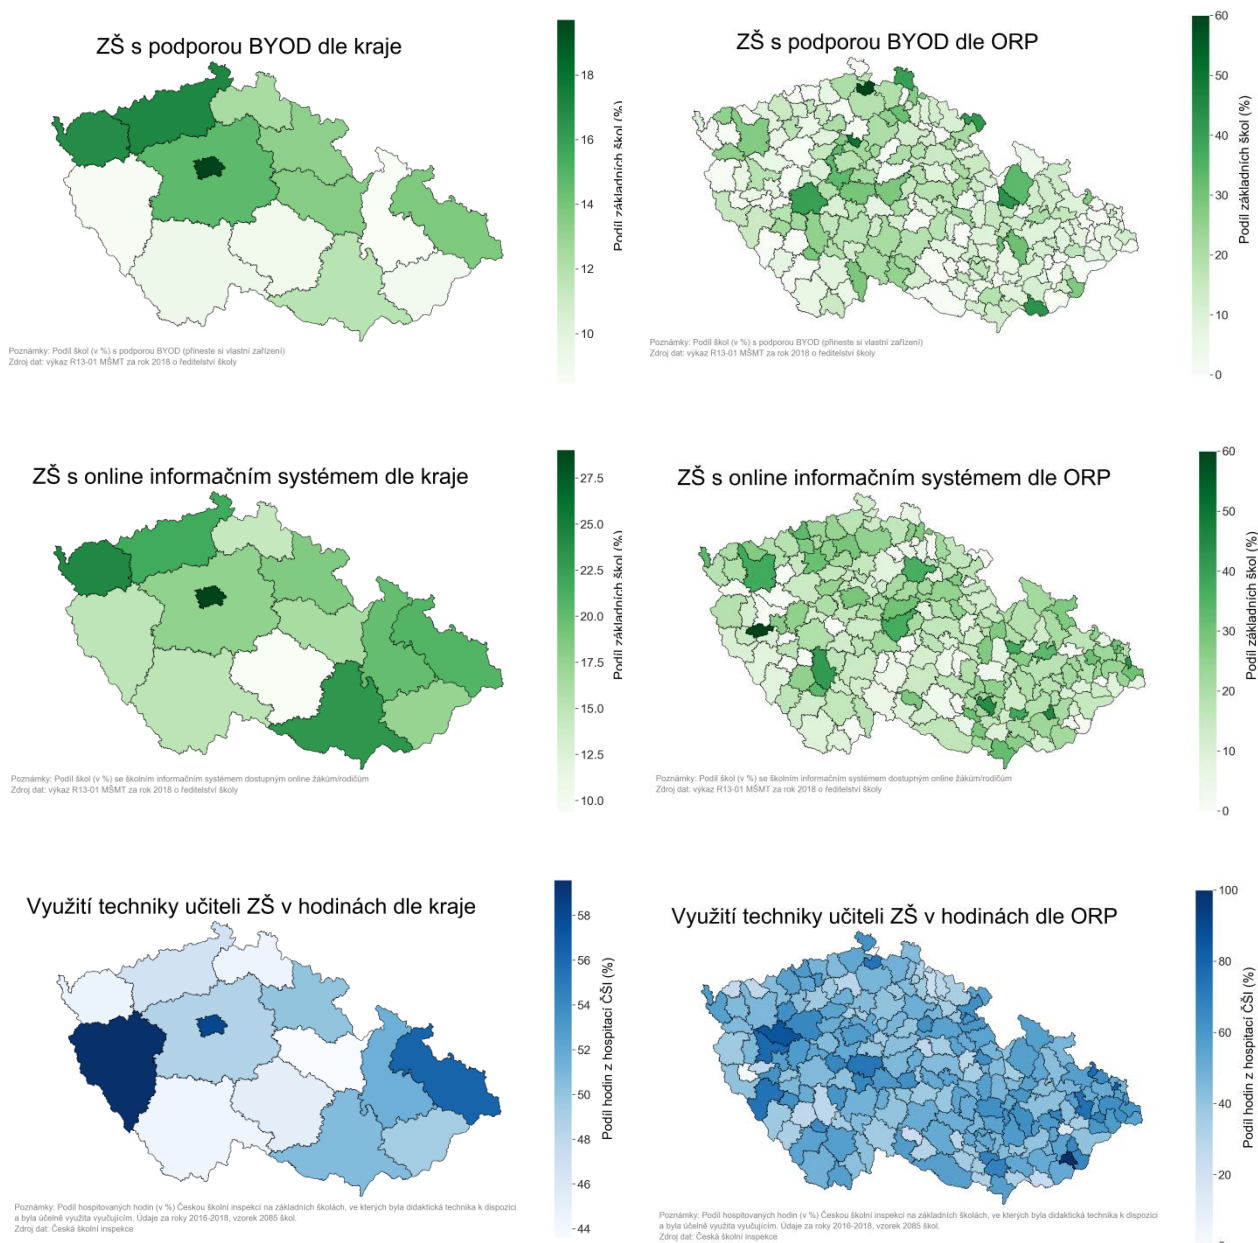 ZŠ s podporou BYOD dle kraje
18
16
14
12
10
Podíl základních škol (%)
Poznámky: Podíl škol (v %) s podporou BYOD (přineste si vlastní zařízení)
Zdroj dat: výkaz R13-01 MŠMT za rok 2018 o ředitelství školy
ZŠ s podporou BYOD dle ORP
60
50
40
30
20
10
0
Podíl základních škol (%)
Poznámky: Podíl škol (v %) s podporou BYOD (přineste si vlastní zařízení)
Zdroj dat: výkaz R13-01 MŠMT za rok 2018 o ředitelství školy
ZŠ s online informačním systémem dle kraje
27.5
25.0
22.5
20.0
17.5
15.0
12.5
10.0
Podíl základních škol (%)
Poznámky: Podíl škol (v %) se školním informačním systémem dostupným online žákům/rodičům
Zdroj dat: výkaz R13-01 MŠMT za rok 2018 o ředitelství školy
ZŠ s online informačním systémem dle ORP
60
50
40
30
20
10
0
Podíl základních škol (%)
Poznámky: Podíl škol (v %) se školním informačním systémem dostupným online žákům/rodičům
Zdroj dat: výkaz R13-01 MŠMT za rok 2018 o ředitelství školy
Využití techniky učiteli ZŠ v hodinách dle kraje
58
56
54
52
50
48
46
44
Podíl hodin z hospitací ČŠI (%)
Poznámky: Podíl hospitovaných hodin (v %) Českou školní inspekcí na základních školách, ve kterých byla didaktická technika k dispozici
a byla účelně využita vyučujícím. Údaje za roky 2016-2018, vzorek 2085 škol.
Zdroj dat: Česká školní inspekce
Využití techniky učiteli ZŠ v hodinách dle ORP
100
80
60
40
20
Podíl hodin z hospitací ČŠI (%)
Poznámky: Podíl hospitovaných hodin (v %) Českou školní inspekcí na základních školách, ve kterých byla didaktická technika k dispozici
a byla účelně využita vyučujícím. Údaje za roky 2016-2018, vzorek 2085 škol.
Zdroj dat: Česká školní inspekce